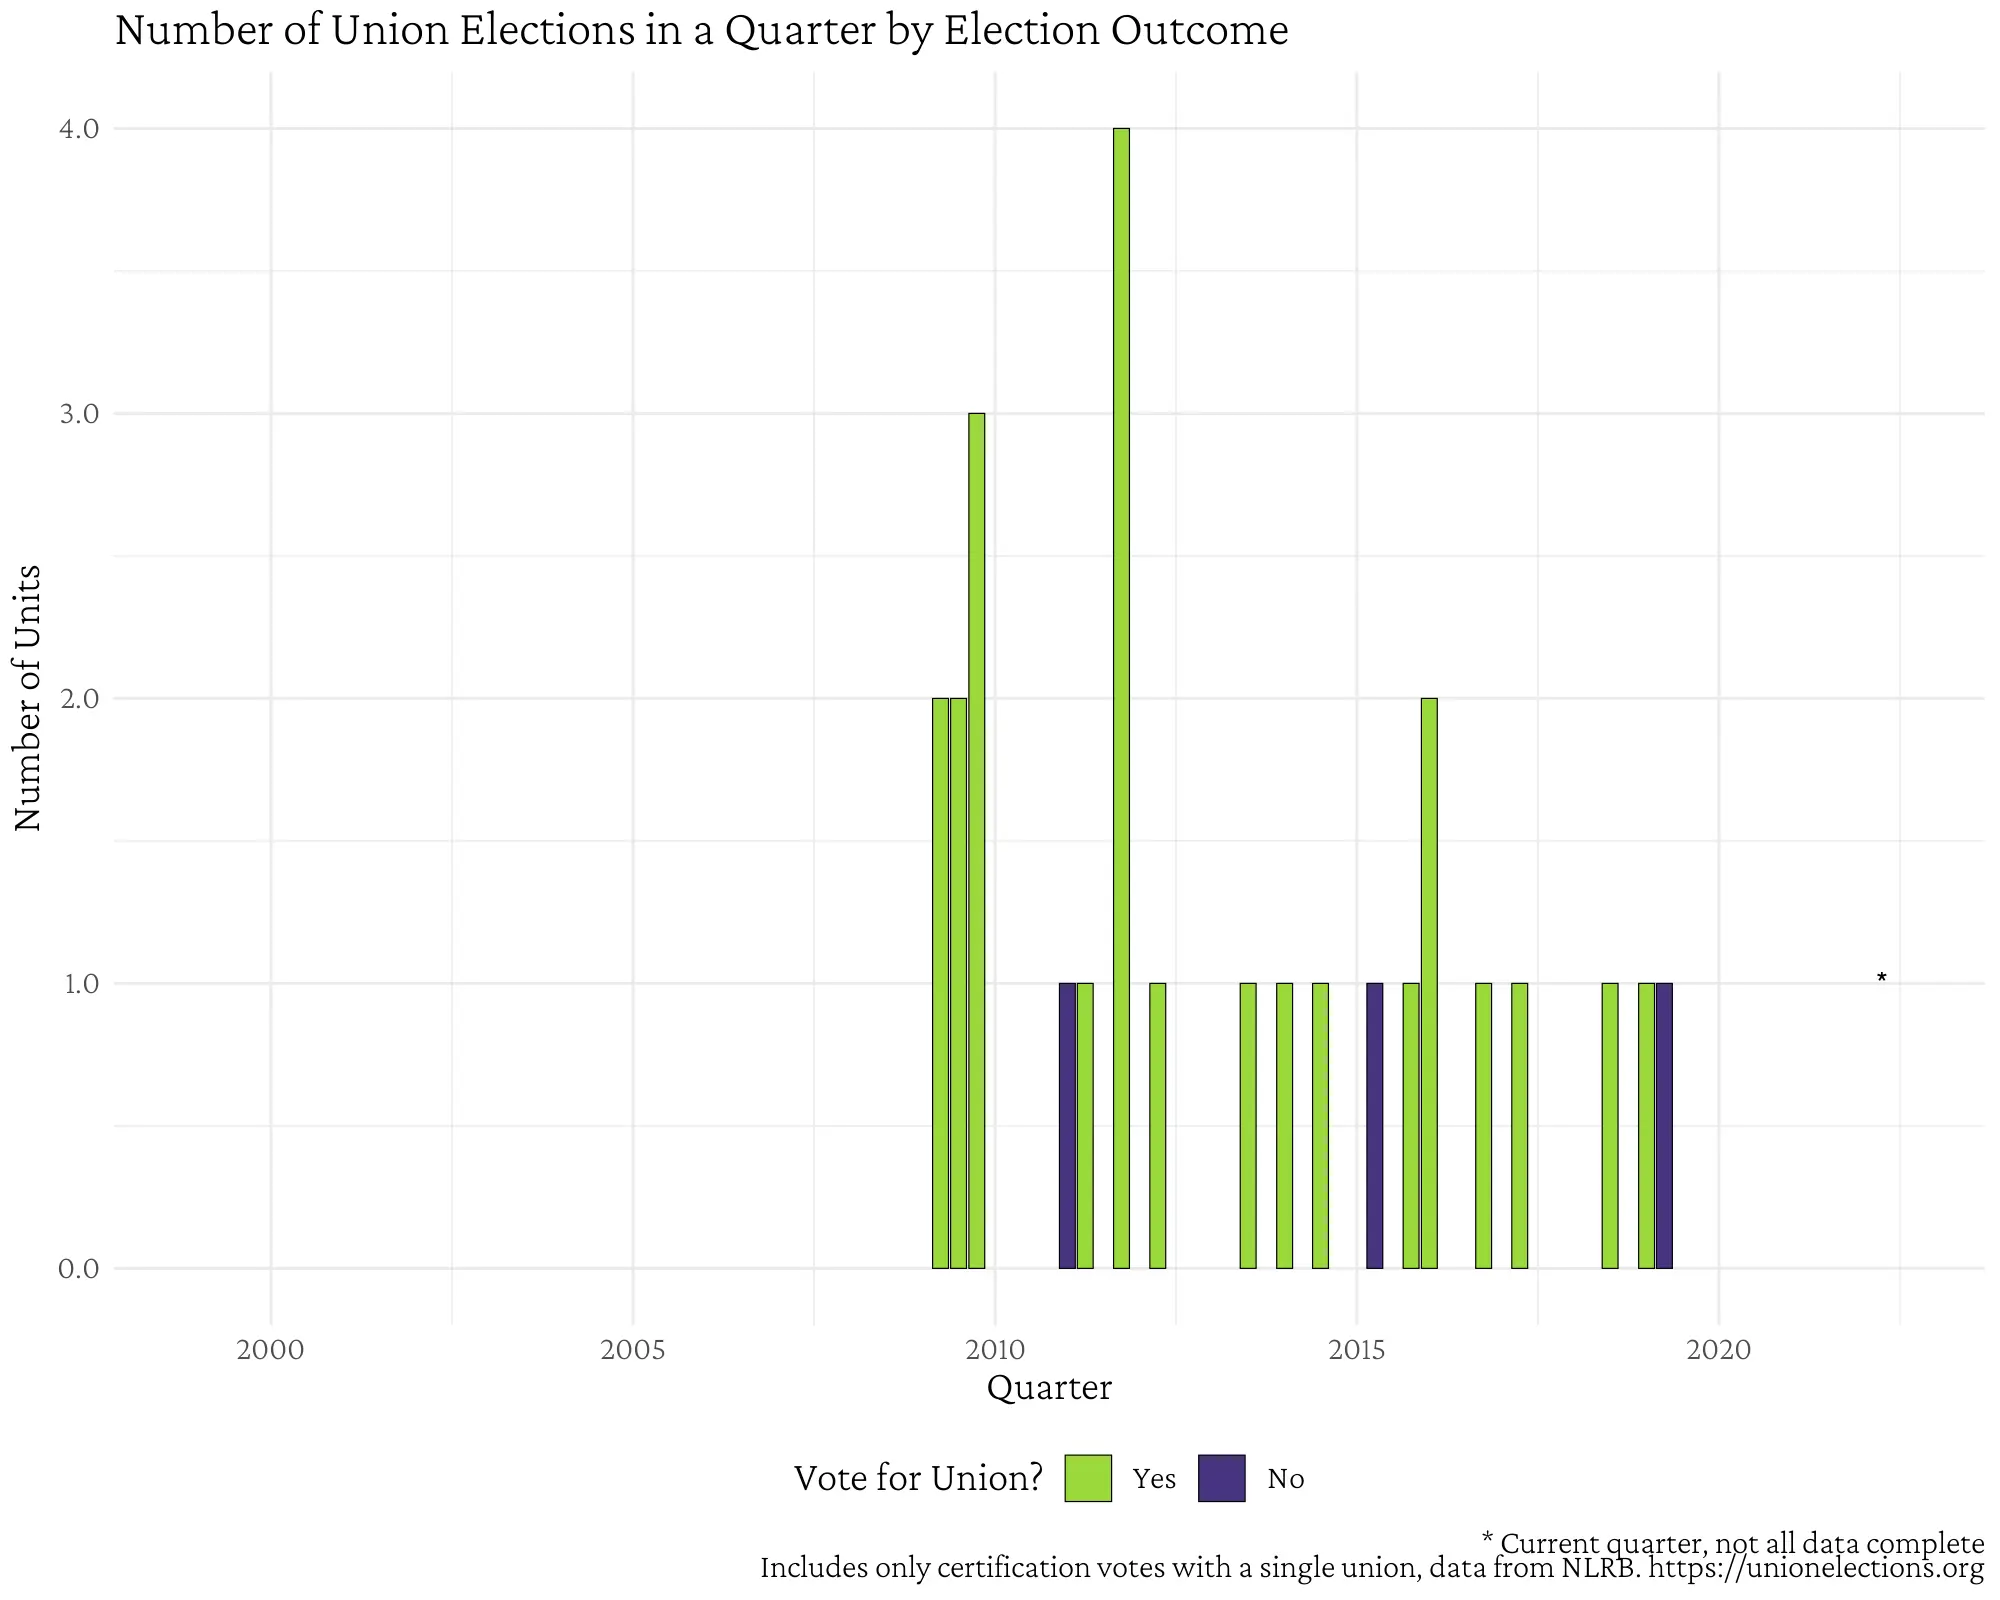 Number of Union Elections in a Quarter by Election Outcome
Number of Units
4.0
3.0
2.0
1.0
0.0
*
2000 2005 2010 2015 2020
Quarter
Vote for Union? Yes No
* Current quarter, not all data complete
Includes only certification votes with a single union, data from NLRB. https://unionelections.org